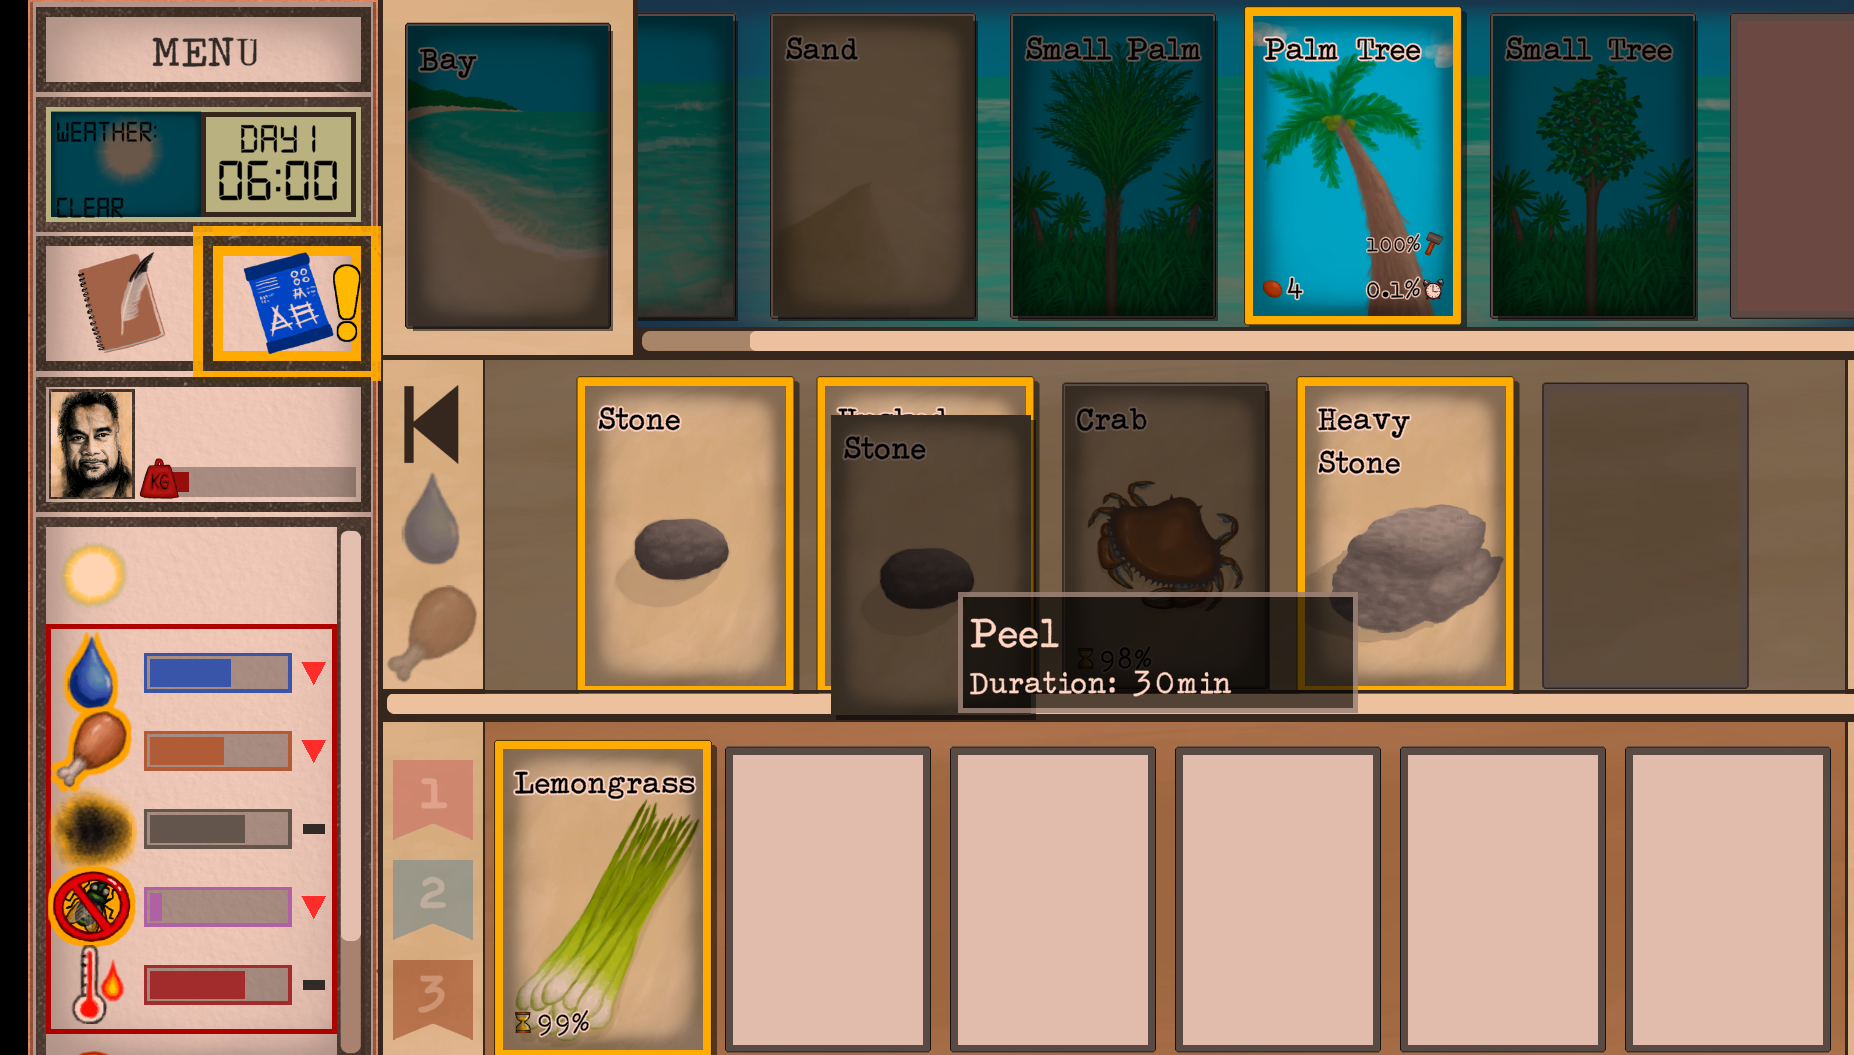 MENU
WEATHER:
CLEAR
DAY 1
06:00
KG
Bay
Sand
Small Palm
Palm Tree
100%
4
0.1%
Small Tree
Stone
Stone
Crab
98%
Heavy
Stone
Peel
Duration: 30min
1
2
3
Lemongrass
99%